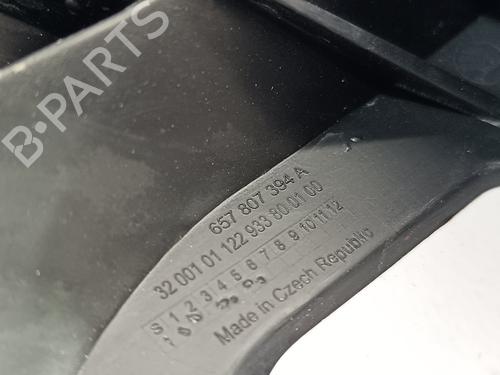 B-PARTS
657 807 394 A
32 001 01 122 933 80 01 00
S 1 2 3 4 5 6 7 8 9 10 11 12
Made in Czech Republic